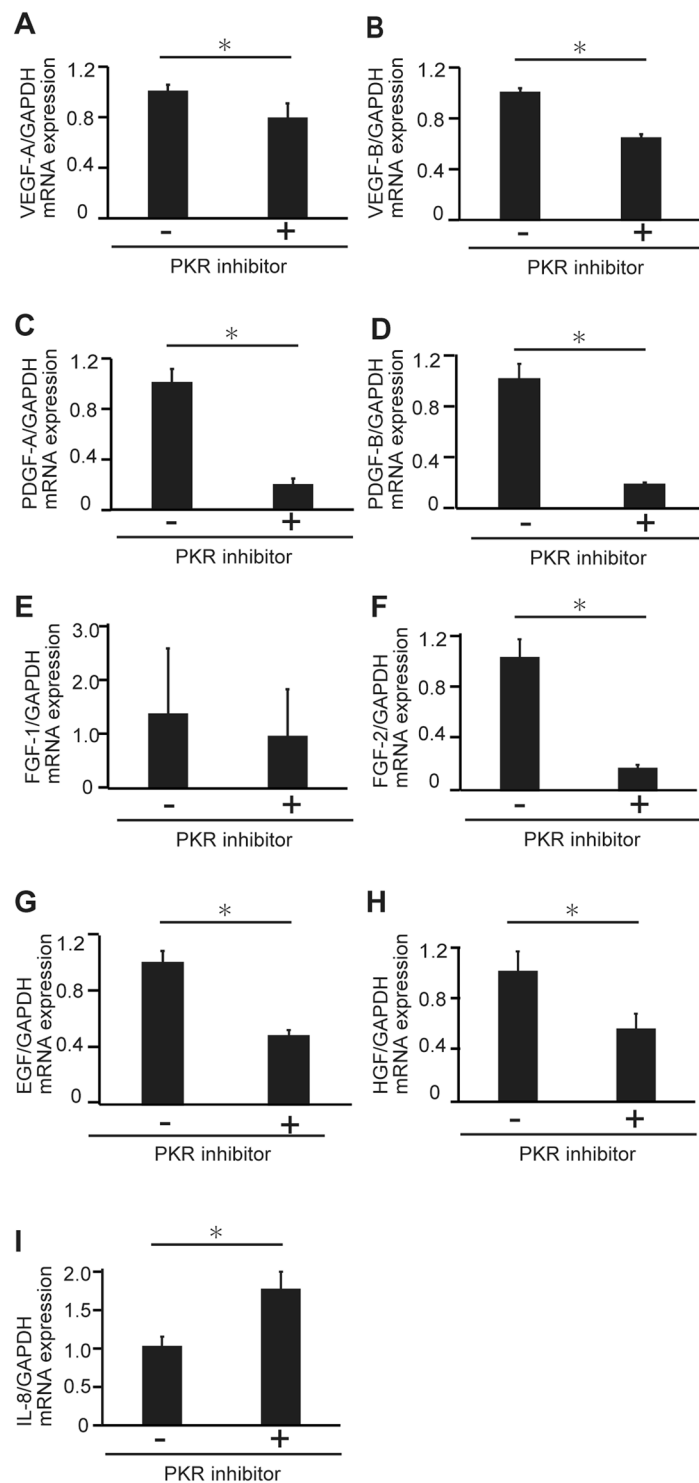 A
*
VEGF-A/GAPDH
mRNA expression
1.2
0.8
0.4
0
- +
PKR inhibitor
B
*
VEGF-B/GAPDH
mRNA expression
1.2
0.8
0.4
0
- +
PKR inhibitor
C
*
PDGF-A/GAPDH
mRNA expression
1.2
0.8
0.4
0
- +
PKR inhibitor
D
*
PDGF-B/GAPDH
mRNA expression
1.2
0.8
0.4
0
- +
PKR inhibitor
E
FGF-1/GAPDH
mRNA expression
3.0
2.0
1.0
0
- +
PKR inhibitor
F
*
FGF-2/GAPDH
mRNA expression
1.2
0.8
0.4
0
- +
PKR inhibitor
G
*
EGF/GAPDH
mRNA expression
1.2
0.8
0.4
0
- +
PKR inhibitor
H
*
HGF/GAPDH
mRNA expression
1.2
0.8
0.4
0
- +
PKR inhibitor
I
*
IL-8/GAPDH
mRNA expression
2.0
1.5
1.0
0.5
0
- +
PKR inhibitor